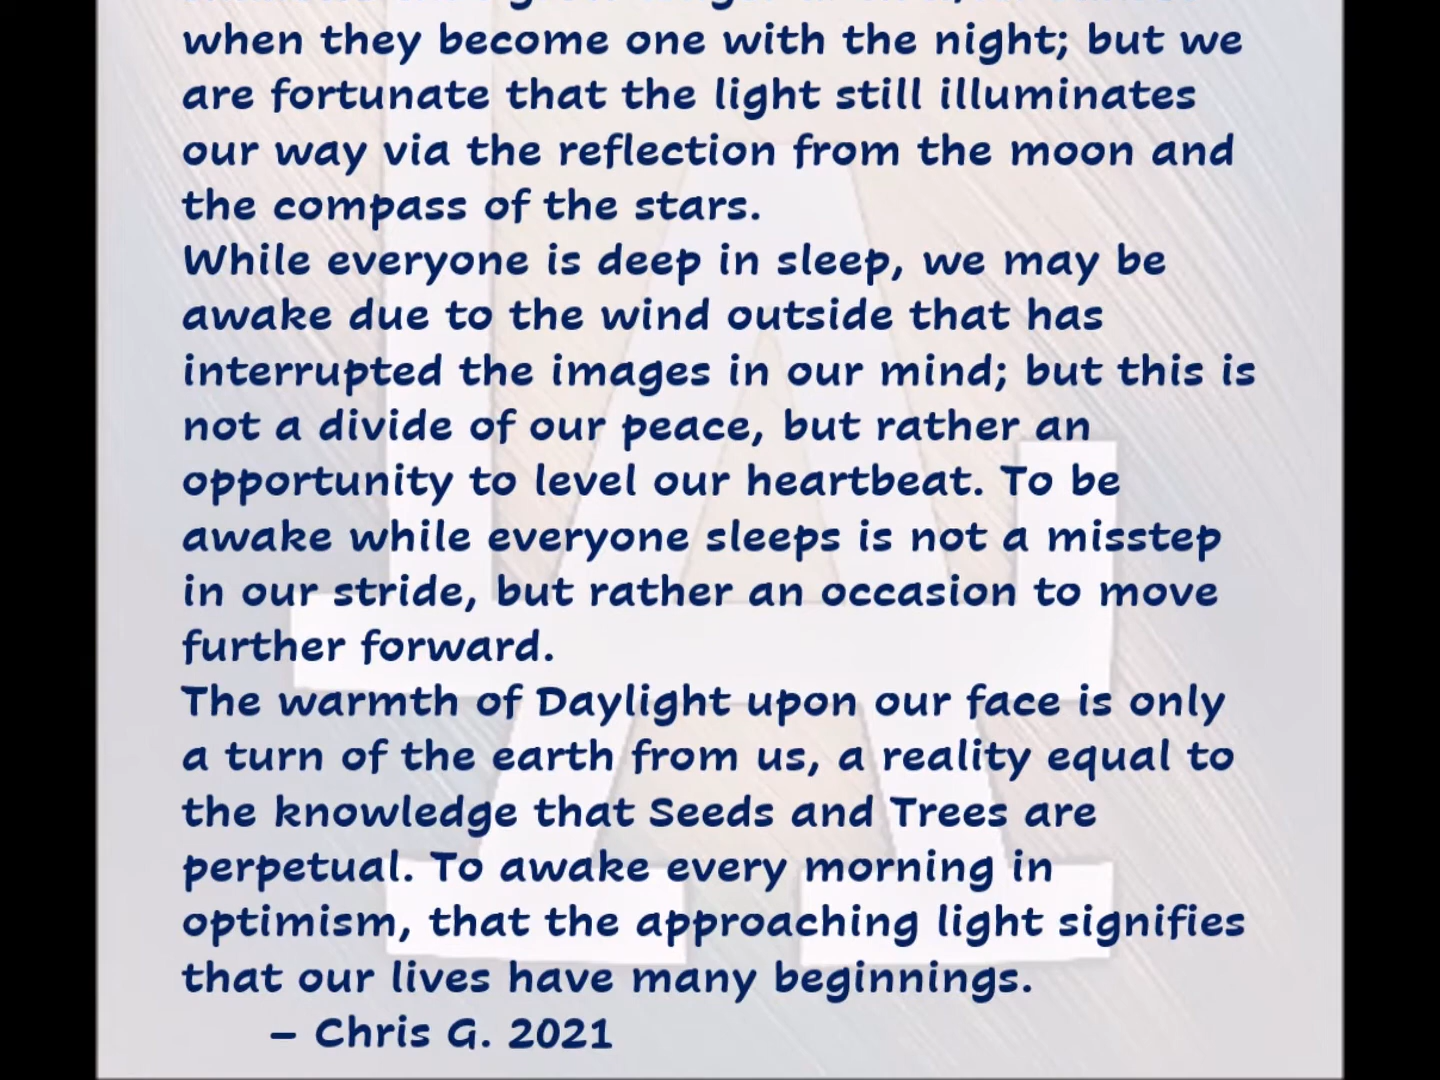 when they become one with the night; but we
are fortunate that the light still illuminates
our way via the reflection from the moon and
the compass of the stars.
While everyone is deep in sleep, we may be
awake due to the wind outside that has
interrupted the images in our mind; but this is
not a divide of our peace, but rather an
opportunity to level our heartbeat. To be
awake while everyone sleeps is not a misstep
in our stride, but rather an occasion to move
further forward.
The warmth of Daylight upon our face is only
a turn of the earth from us, a reality equal to
the knowledge that Seeds and Trees are
perpetual. To awake every morning in
optimism, that the approaching light signifies
that our lives have many beginnings.
– Chris G. 2021
LA